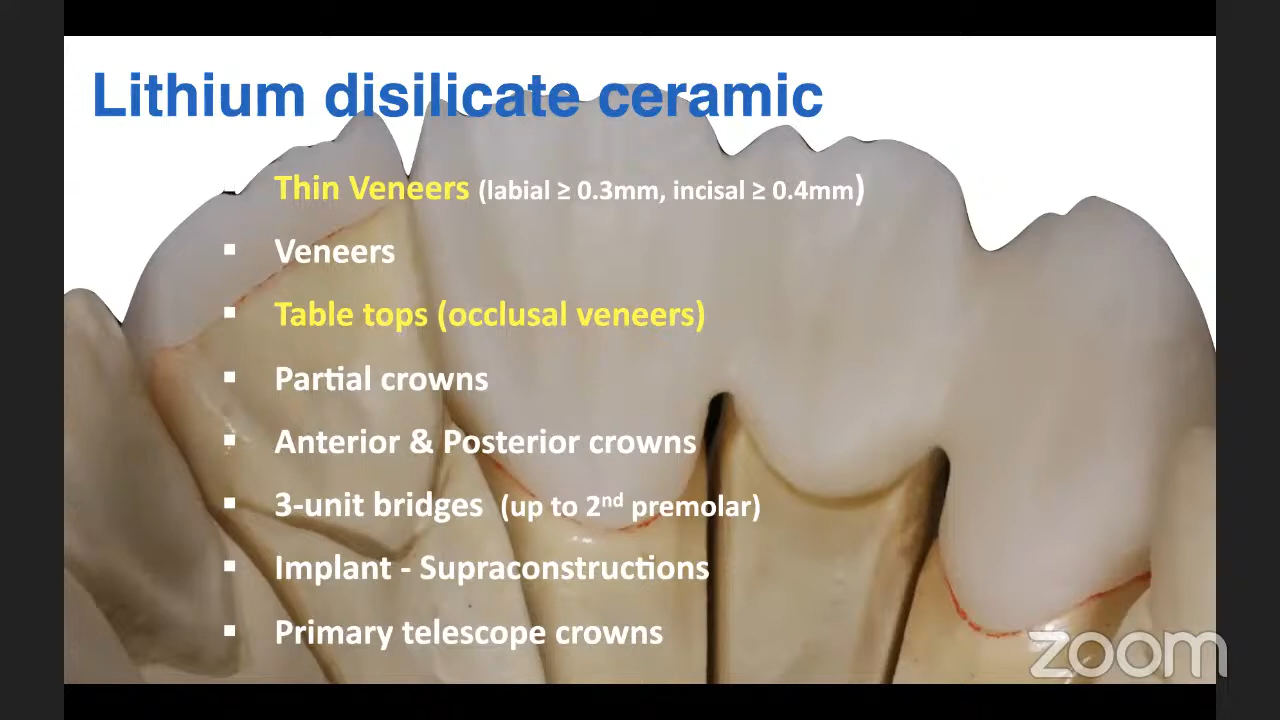 Lithium disilicate ceramic
▪ Thin Veneers (labial ≥ 0.3mm, incisal ≥ 0.4mm)
▪ Veneers
▪ Table tops (occlusal veneers)
▪ Partial crowns
▪ Anterior & Posterior crowns
▪ 3-unit bridges (up to 2nd premolar)
▪ Implant - Supraconstructions
▪ Primary telescope crowns
zoom